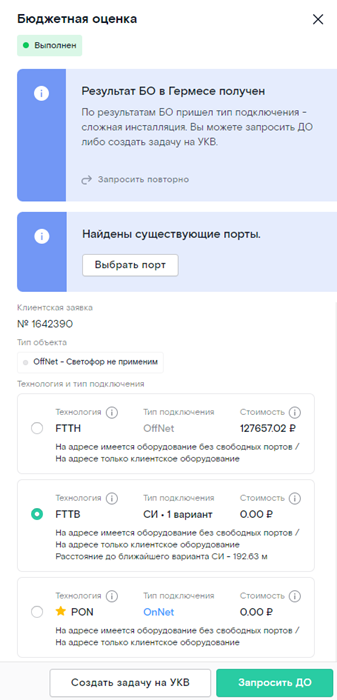 Бюджетная оценка
Выполнен
Результат БО в Гермесе получен
По результатам БО пришел тип подключения -
сложная инсталляция. Вы можете запросить ДО
либо создать задачу на УКВ.
Запросить повторно
Найдены существующие порты.
Выбрать порт
Клиентская заявка
№ 1642390
Тип объекта
OffNet - Светофор не применим
Технология и тип подключения
Технология Тип подключения Стоимость
FTTH OffNet 127657.02 ₽
На адресе имеется оборудование без свободных портов /
На адресе только клиентское оборудование
Технология Тип подключения Стоимость
FTTB СИ • 1 вариант 0.00 ₽
На адресе имеется оборудование без свободных портов /
На адресе только клиентское оборудование
Расстояние до ближайшего варианта СИ - 192.63 м
Технология Тип подключения Стоимость
PON OnNet 0.00 ₽
На адресе имеется оборудование без свободных портов /
На адресе только клиентское оборудование
Создать задачу на УКВ Запросить ДО